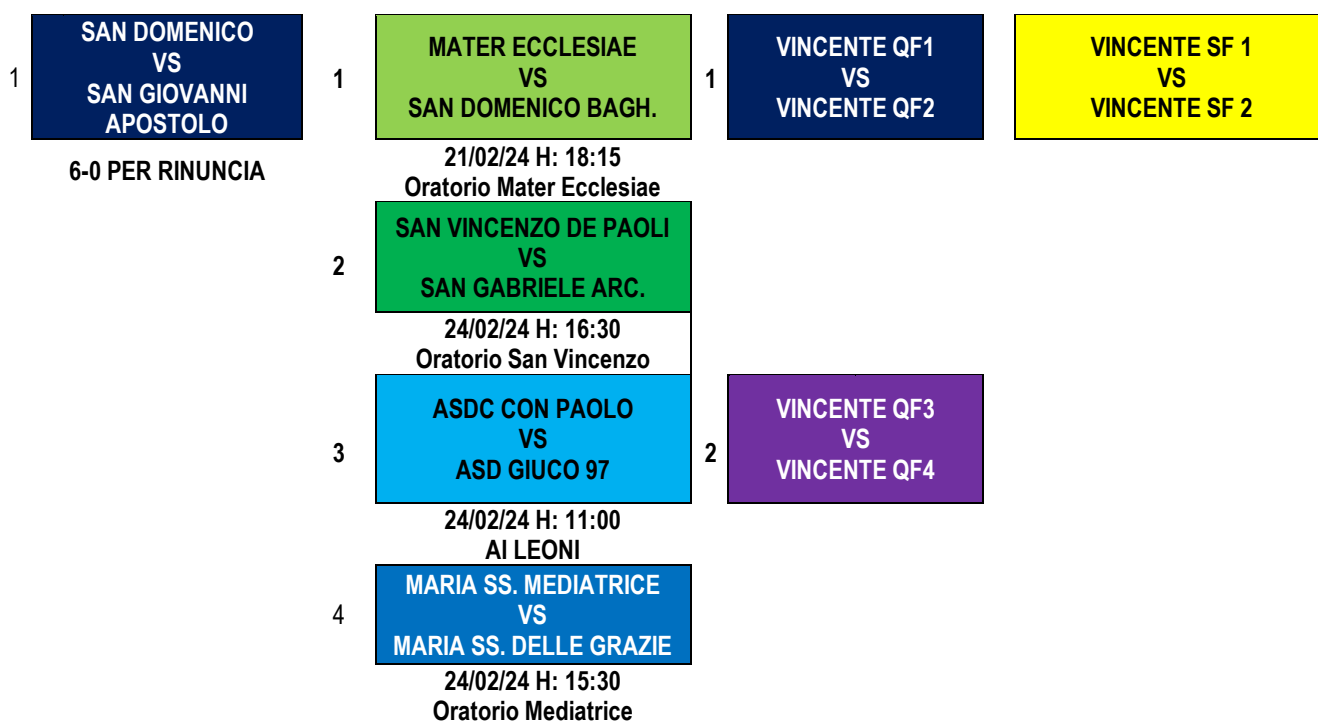 1
SAN DOMENICO
VS
SAN GIOVANNI
APOSTOLO
6-0 PER RINUNCIA
1
MATER ECCLESIAE
VS
SAN DOMENICO BAGH.
21/02/24 H: 18:15
Oratorio Mater Ecclesiae
2
SAN VINCENZO DE PAOLI
VS
SAN GABRIELE ARC.
24/02/24 H: 16:30
Oratorio San Vincenzo
3
ASDC CON PAOLO
VS
ASD GIUCO 97
24/02/24 H: 11:00
AI LEONI
4
MARIA SS. MEDIATRICE
VS
MARIA SS. DELLE GRAZIE
24/02/24 H: 15:30
Oratorio Mediatrice
1
VINCENTE QF1
VS
VINCENTE QF2
2
VINCENTE QF3
VS
VINCENTE QF4
VINCENTE SF 1
VS
VINCENTE SF 2